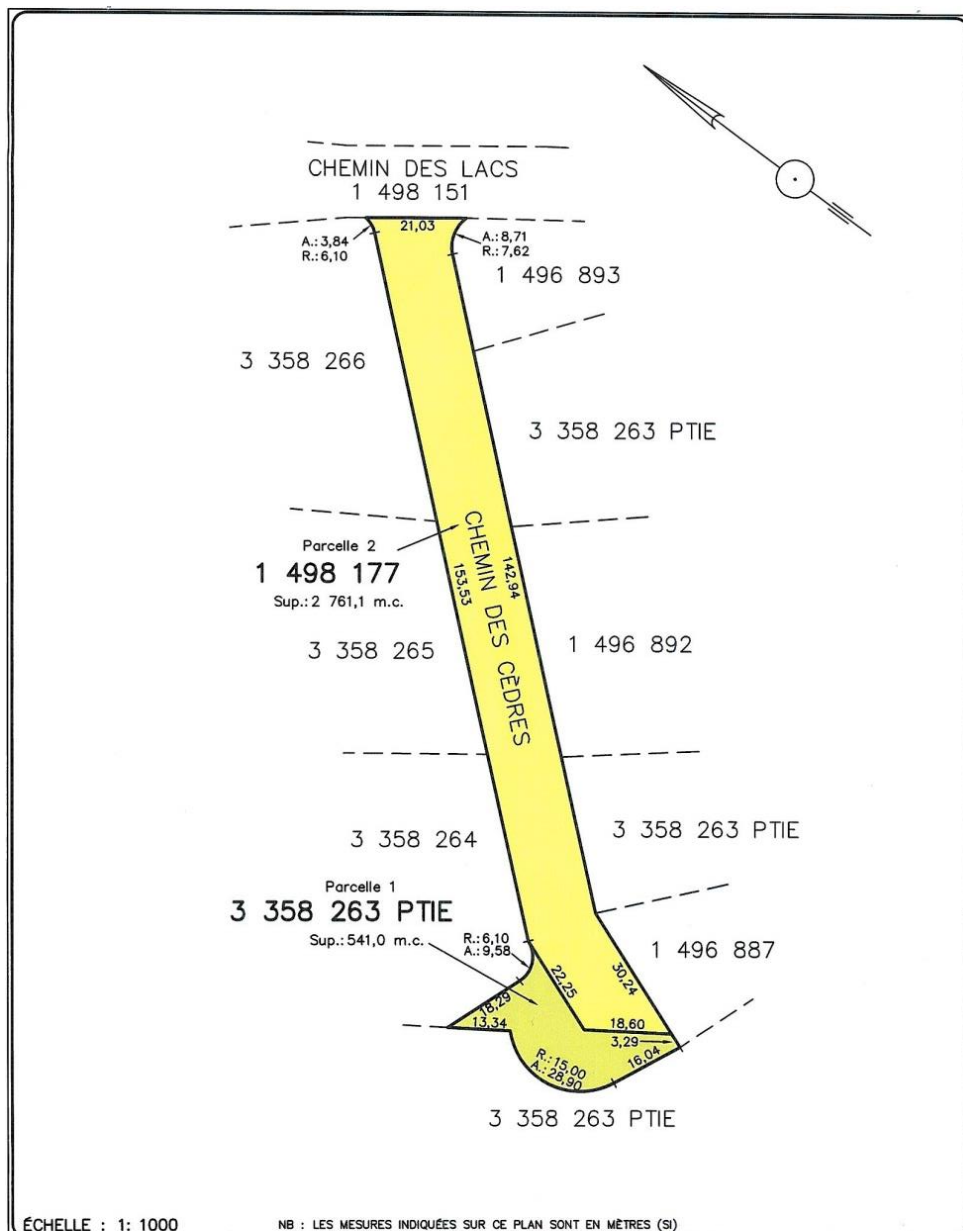 CHEMIN DES LACS
1 498 151
21,03
A.: 3,84
R.: 6,10
A.: 8,71
R.: 7,62
1 496 893
3 358 266
3 358 263 PTIE
Parcelle 2
1 498 177
Sup.: 2 761,1 m.c.
CHEMIN DES CÈDRES
153,53
142,94
3 358 265
1 496 892
3 358 264
3 358 263 PTIE
Parcelle 1
3 358 263 PTIE
Sup.: 541,0 m.c.
R.: 6,10
A.: 9,58
1 496 887
22,25
30,24
18,29
13,34
18,60
3,29
16,04
R.: 15,00
A.: 28,90
3 358 263 PTIE
ÉCHELLE : 1: 1000
NB : LES MESURES INDIQUÉES SUR CE PLAN SONT EN MÈTRES (SI)